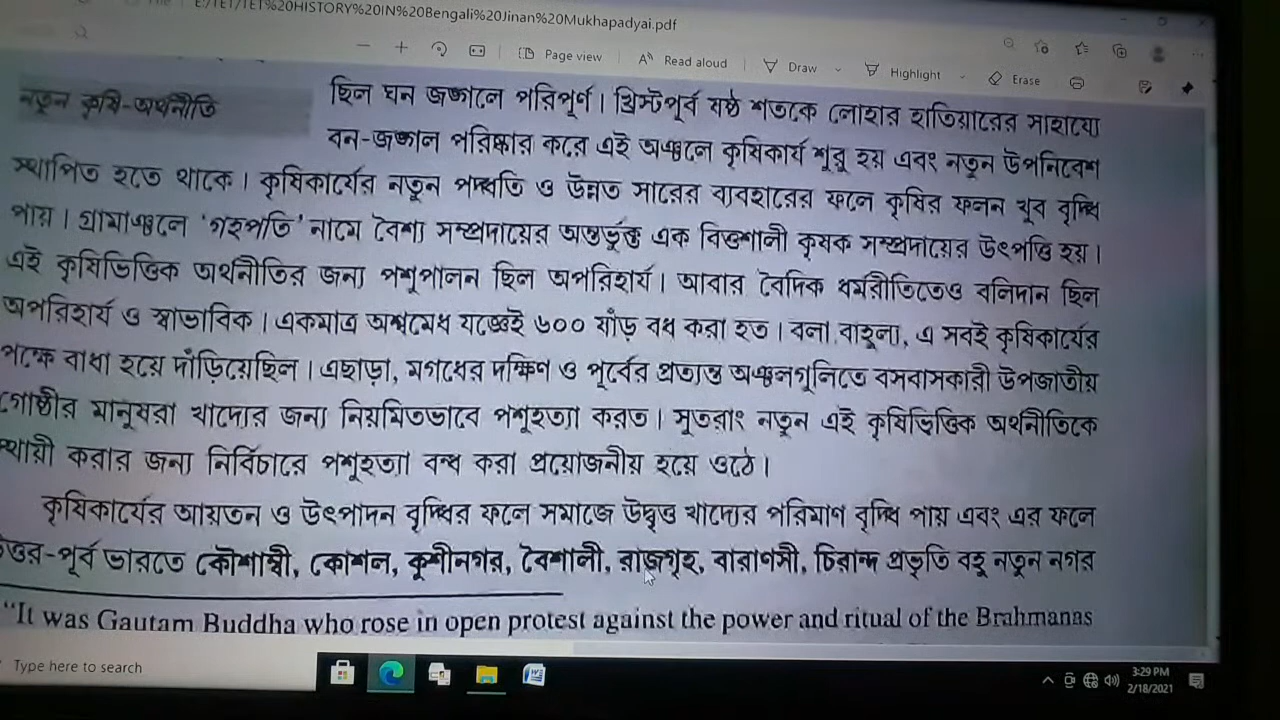 E:/TET/TET%20HISTORY%20IN%20Bengali%20Jinan%20Mukhapadyai.pdf
Page view Read aloud Draw Highlight Erase
নতুন কৃষি-অর্থনীতি
ছিল ঘন জঙ্গলে পরিপূর্ণ। খ্রিস্টপূর্ব ষষ্ঠ শতকে লোহার হাতিয়ারের সাহায্যে
বন-জঙ্গল পরিষ্কার করে এই অঞ্চলে কৃষিকার্য শুরু হয় এবং নতুন উপনিবেশ
স্থাপিত হতে থাকে। কৃষিকার্যের নতুন পদ্ধতি ও উন্নত সারের ব্যবহারের ফলে কৃষির ফলন খুব বৃদ্ধি
পায়। গ্রামাঞ্চলে ‘গহপতি’ নামে বৈশ্য সম্প্রদায়ের অন্তর্ভুক্ত এক বিত্তশালী কৃষক সম্প্রদায়ের উৎপত্তি হয়।
এই কৃষিভিত্তিক অর্থনীতির জন্য পশুপালন ছিল অপরিহার্য। আবার বৈদিক ধর্মরীতিতেও বলিদান ছিল
অপরিহার্য ও স্বাভাবিক। একমাত্র অশ্বমেধ যজ্ঞেই ৬০০ ষাঁড় বধ করা হত। বলা বাহুল্য, এ সবই কৃষিকার্যের
পক্ষে বাধা হয়ে দাঁড়িয়েছিল। এছাড়া, মগধের দক্ষিণ ও পূর্বের প্রত্যন্ত অঞ্চলগুলিতে বসবাসকারী উপজাতীয়
গোষ্ঠীর মানুষরা খাদ্যের জন্য নিয়মিতভাবে পশুহত্যা করত। সুতরাং নতুন এই কৃষিভিত্তিক অর্থনীতিকে
স্থায়ী করার জন্য নির্বিচারে পশুহত্যা বন্ধ করা প্রয়োজনীয় হয়ে ওঠে।
কৃষিকার্যের আয়তন ও উৎপাদন বৃদ্ধির ফলে সমাজে উদ্বৃত্ত খাদ্যের পরিমাণ বৃদ্ধি পায় এবং এর ফলে
উত্তর-পূর্ব ভারতে কৌশাম্বী, কোশল, কুশীনগর, বৈশালী, রাজগৃহ, বারাণসী, চিরান্দ প্রভৃতি বহু নতুন নগর
“It was Gautam Buddha who rose in open protest against the power and ritual of the Brahmanas
Type here to search
3:29 PM
2/18/2021